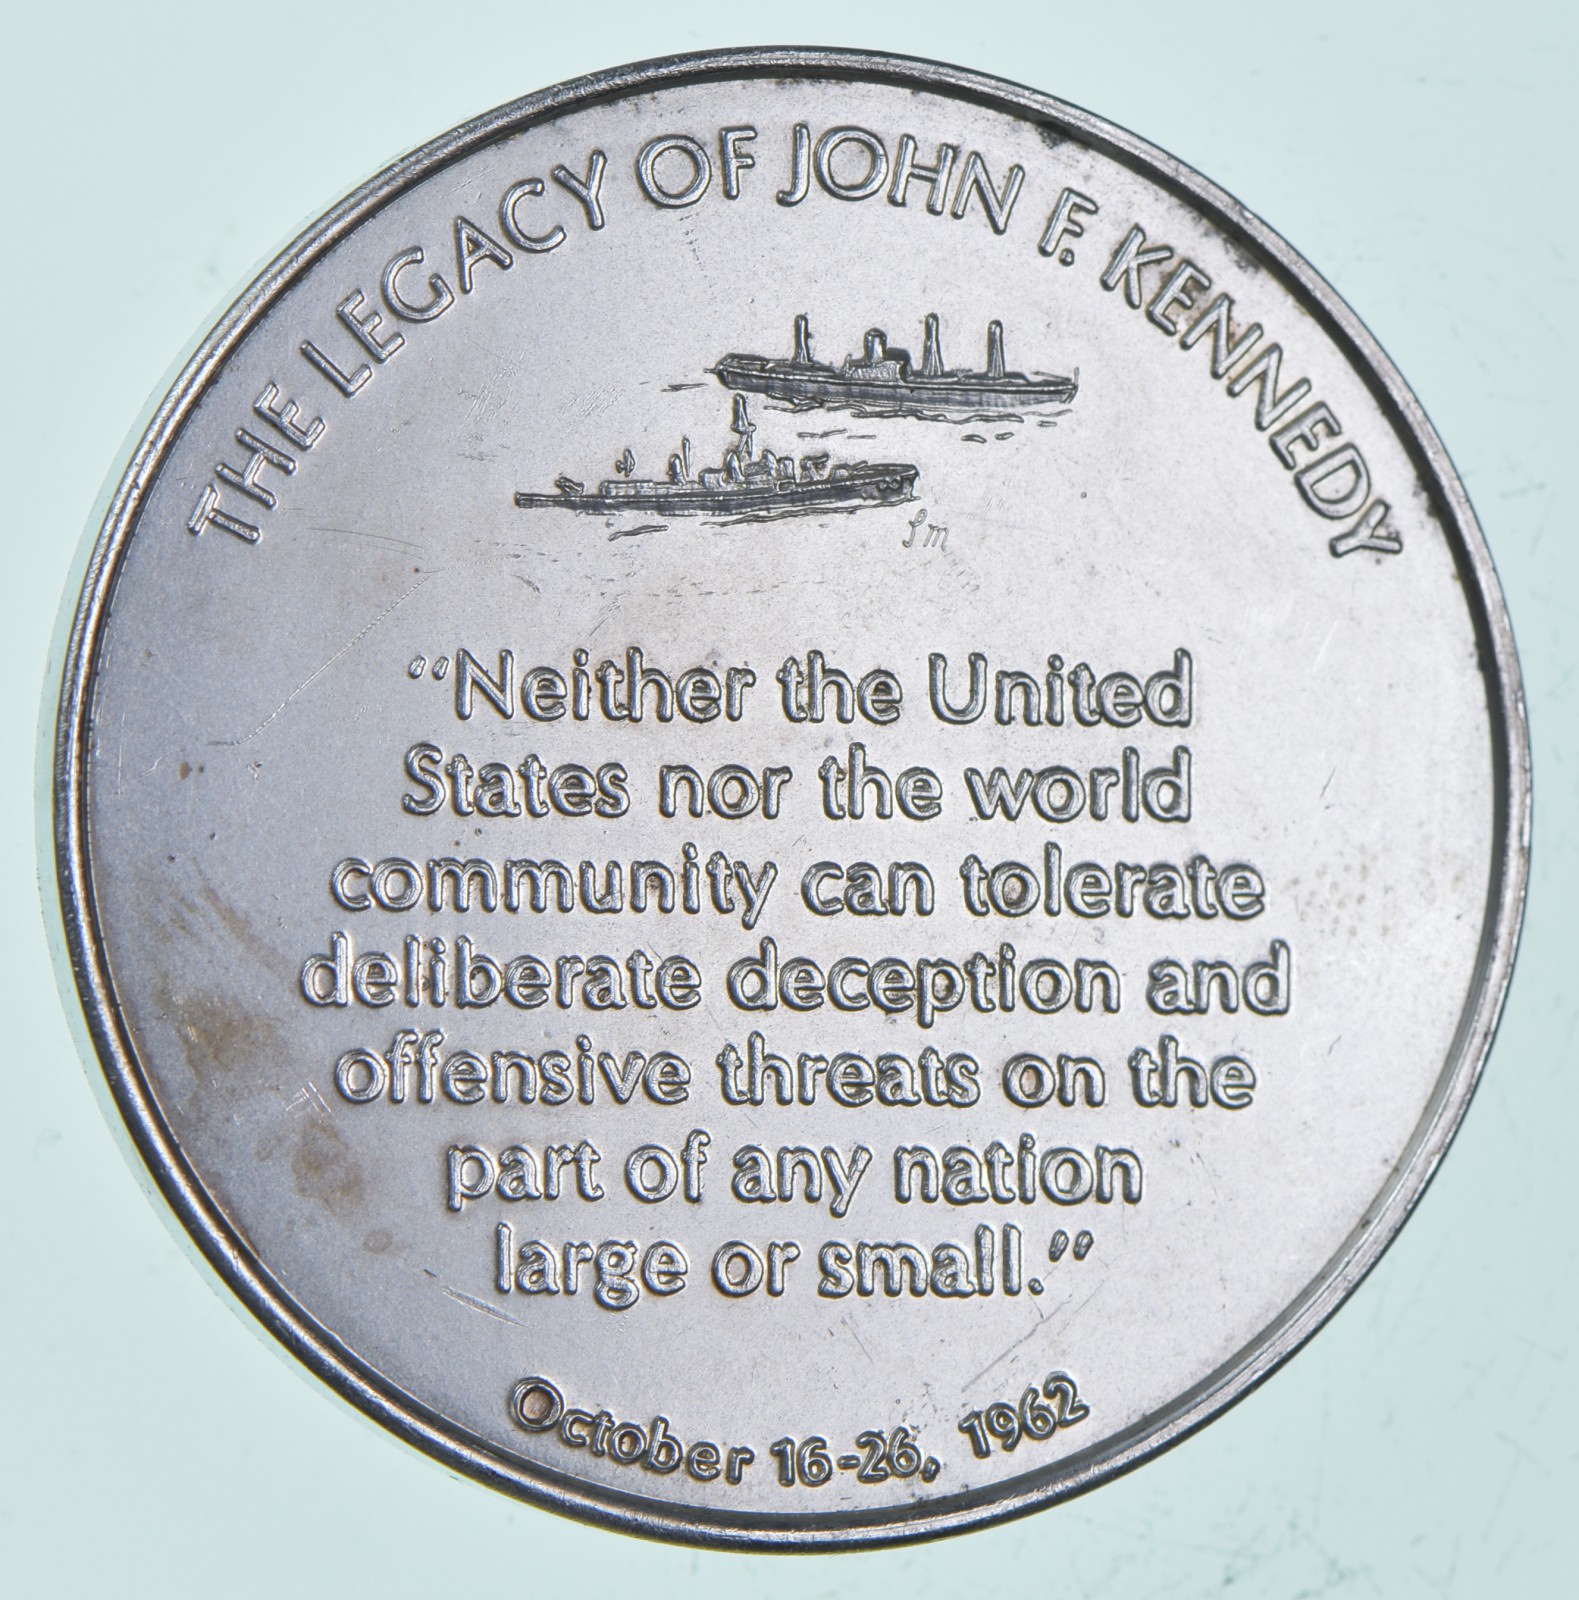 THE LEGACY OF JOHN F. KENNEDY
"Neither the United
States nor the world
community can tolerate
deliberate deception and
offensive threats on the
part of any nation
large or small."
October 16-26, 1962